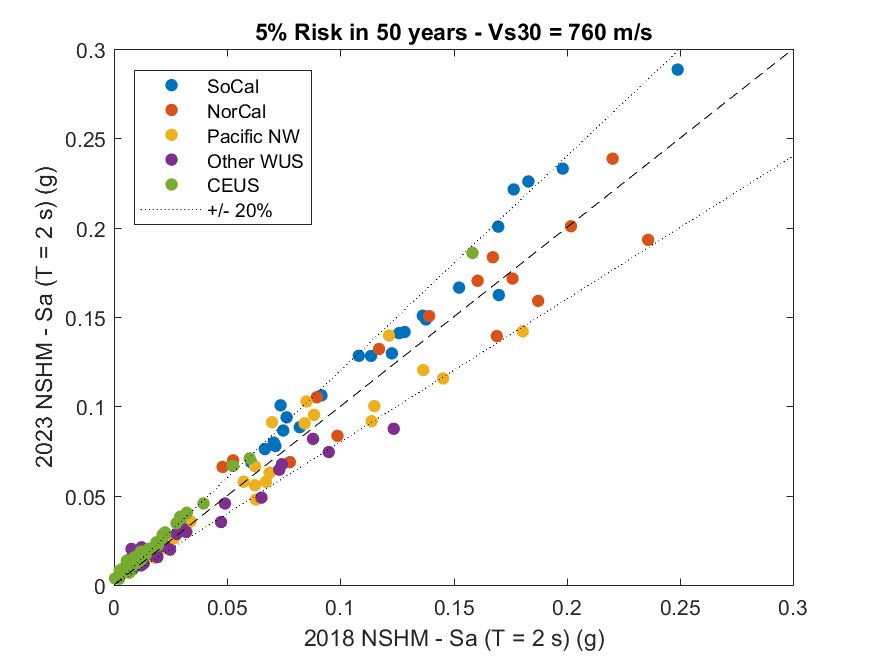 5% Risk in 50 years - Vs30 = 760 m/s
0.3
0.25
0.2
0.15
0.1
0.05
0
2023 NSHM - Sa (T = 2 s) (g)
SoCal
NorCal
Pacific NW
Other WUS
CEUS
+/- 20%
0 0.05 0.1 0.15 0.2 0.25 0.3
2018 NSHM - Sa (T = 2 s) (g)